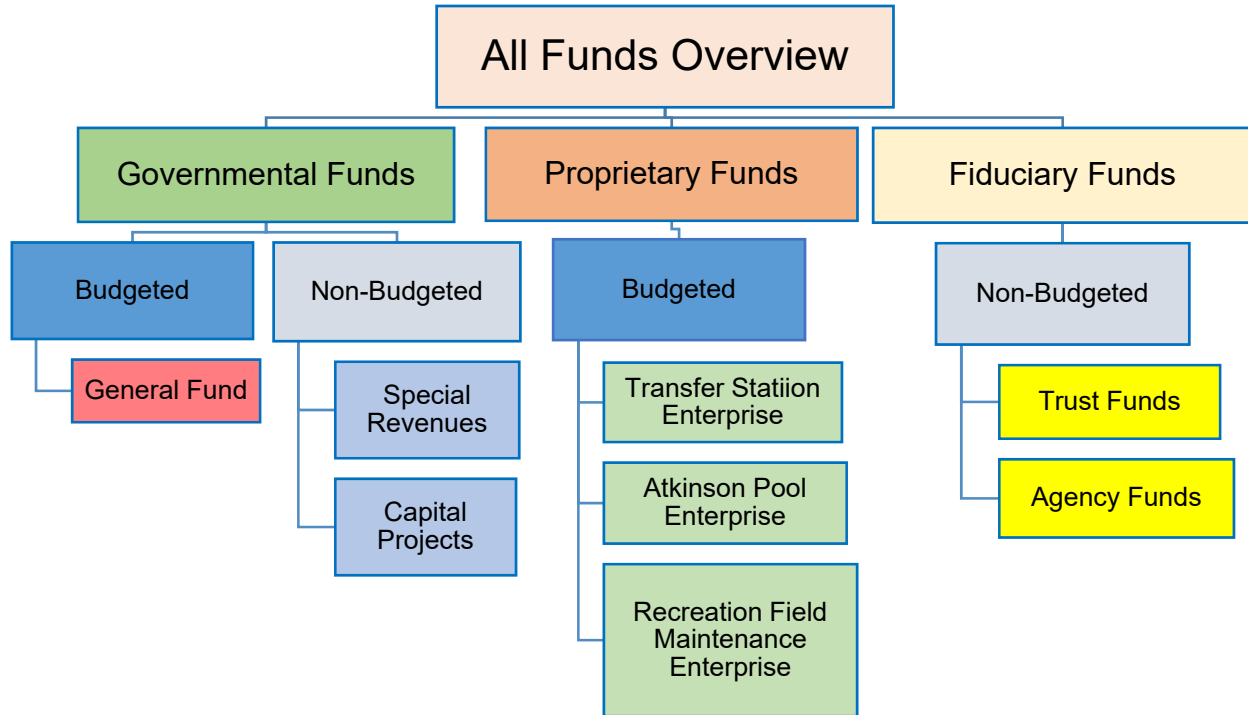 All Funds Overview
Governmental Funds
Proprietary Funds
Fiduciary Funds
Budgeted
Non-Budgeted
Budgeted
Non-Budgeted
General Fund
Special
Revenues
Capital
Projects
Transfer Statiion
Enterprise
Atkinson Pool
Enterprise
Recreation Field
Maintenance
Enterprise
Trust Funds
Agency Funds